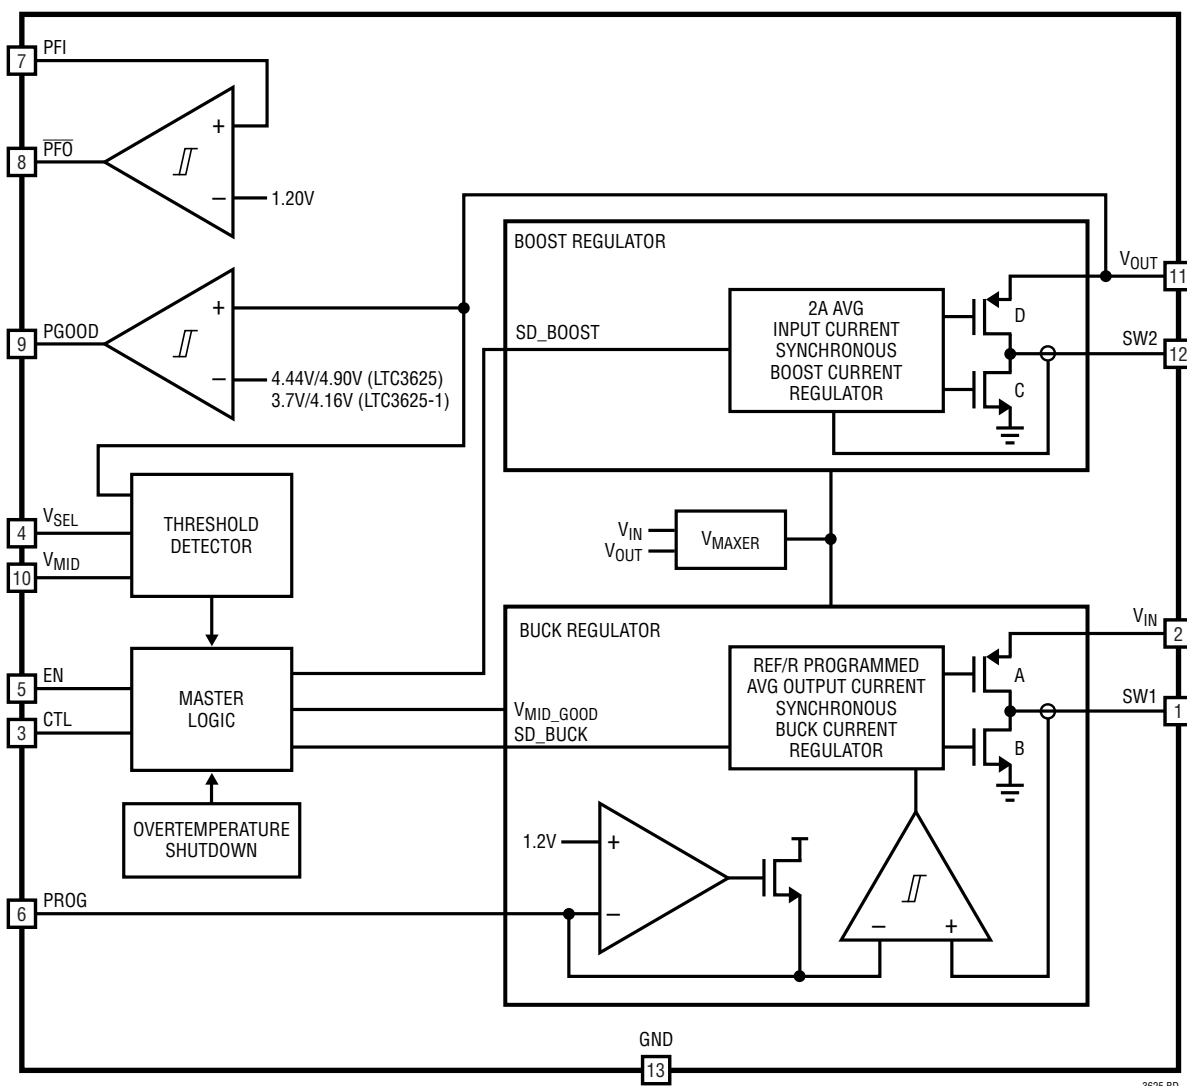 7 PFI
+
8 PFO
− 1.20V
BOOST REGULATOR
VOUT 11
D
2A AVG
INPUT CURRENT
SYNCHRONOUS
BOOST CURRENT
REGULATOR
SW2 12
C
+
9 PGOOD
− 4.44V/4.90V (LTC3625)
3.7V/4.16V (LTC3625-1)
SD_BOOST
4 VSEL
10 VMID
THRESHOLD
DETECTOR
VIN
VOUT
VMAXER
BUCK REGULATOR
VIN 2
A
REF/R PROGRAMMED
AVG OUTPUT CURRENT
SYNCHRONOUS
BUCK CURRENT
REGULATOR
SW1 1
B
5 EN
3 CTL
MASTER
LOGIC
VMID_GOOD
SD_BUCK
OVERTEMPERATURE
SHUTDOWN
1.2V +
6 PROG
−
− +
GND
13
3625 BD